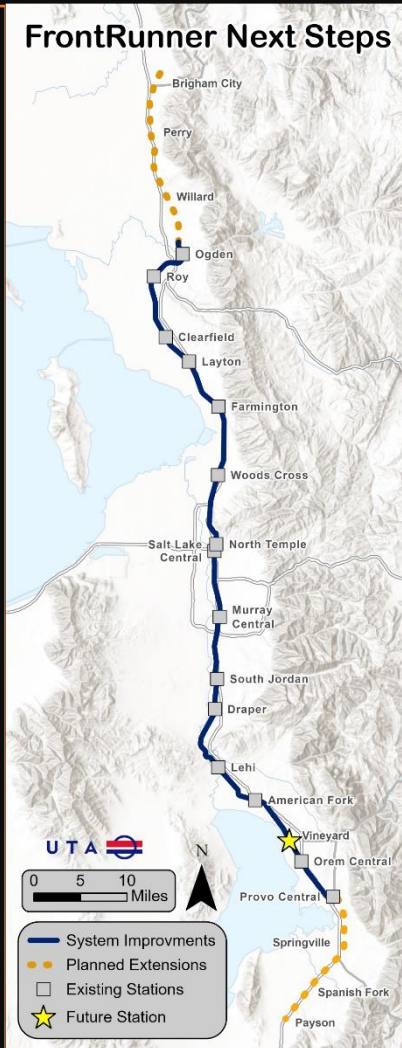 FrontRunner Next Steps
Brigham City
Perry
Willard
Ogden
Roy
Clearfield
Layton
Farmington
Woods Cross
Salt Lake
Central
North Temple
Murray
Central
South Jordan
Draper
Lehi
American Fork
Vineyard
Orem Central
Provo Central
Springville
Spanish Fork
Payson
UTA
N
0 5 10
Miles
System Improvments
Planned Extensions
Existing Stations
Future Station